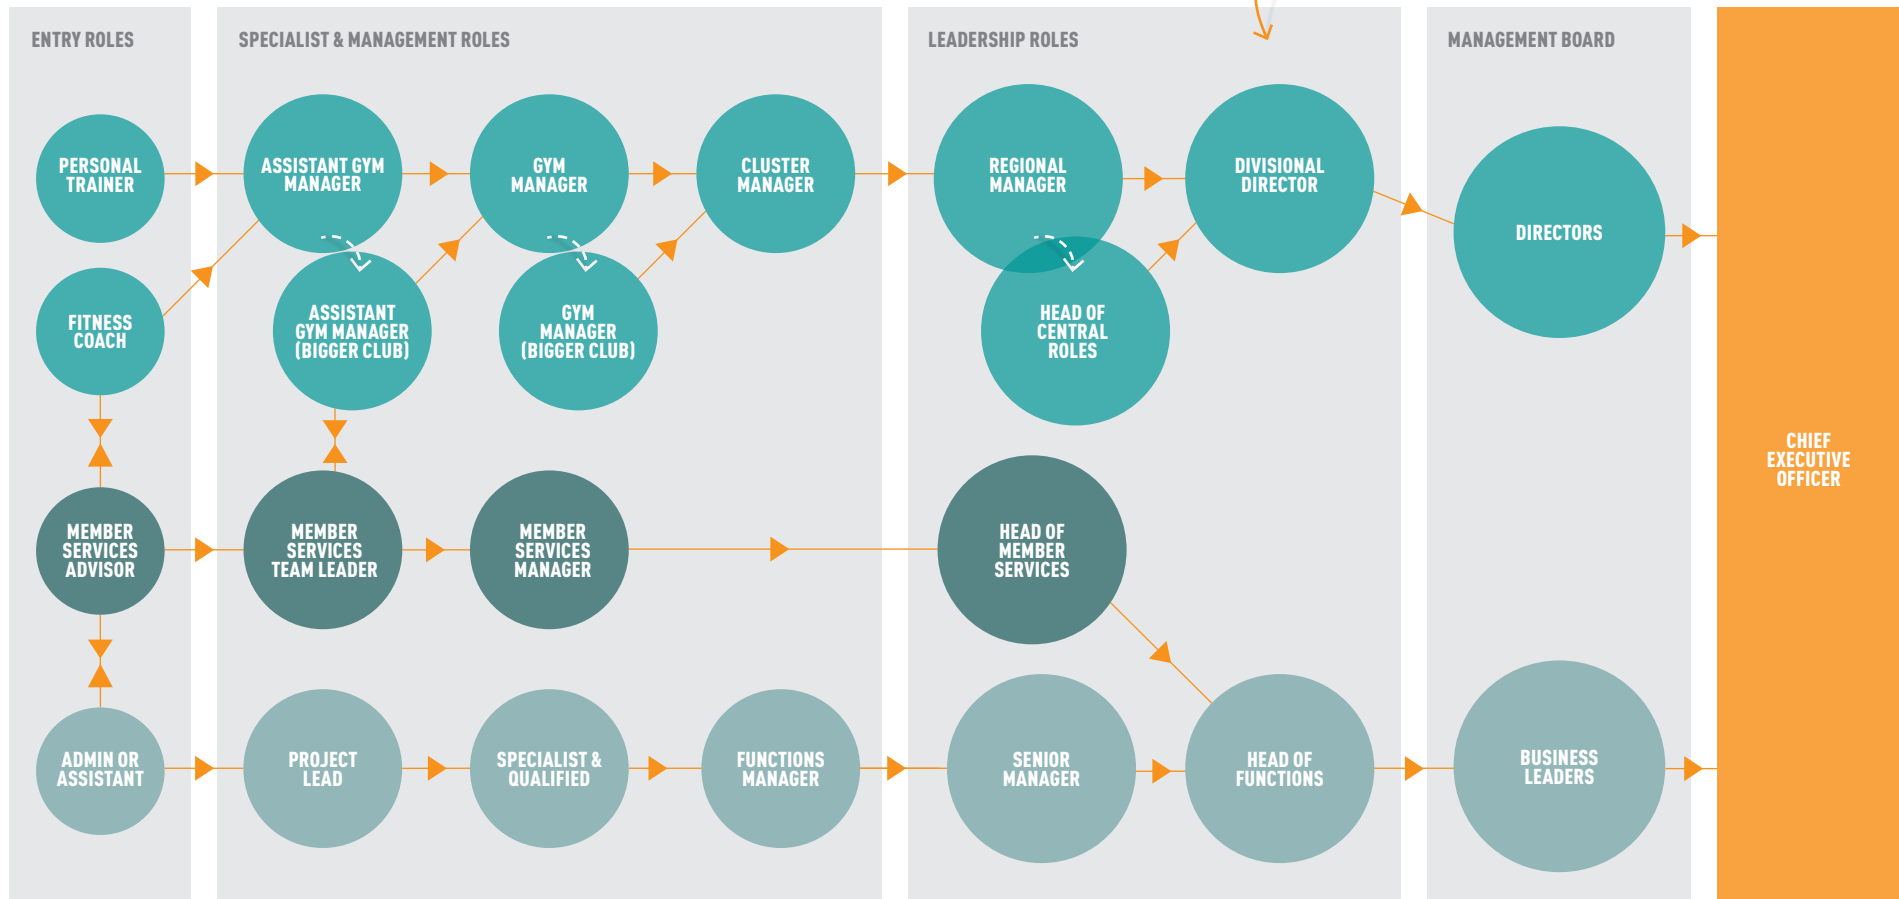 ENTRY ROLES
SPECIALIST & MANAGEMENT ROLES
LEADERSHIP ROLES
MANAGEMENT BOARD
PERSONAL
TRAINER
ASSISTANT GYM
MANAGER
GYM
MANAGER
CLUSTER
MANAGER
REGIONAL
MANAGER
DIVISIONAL
DIRECTOR
DIRECTORS
FITNESS
COACH
ASSISTANT
GYM MANAGER
(BIGGER CLUB)
GYM
MANAGER
(BIGGER CLUB)
HEAD OF
CENTRAL
ROLES
CHIEF
EXECUTIVE
OFFICER
MEMBER
SERVICES
ADVISOR
MEMBER
SERVICES
TEAM LEADER
MEMBER
SERVICES
MANAGER
HEAD OF
MEMBER
SERVICES
ADMIN OR
ASSISTANT
PROJECT
LEAD
SPECIALIST &
QUALIFIED
FUNCTIONS
MANAGER
SENIOR
MANAGER
HEAD OF
FUNCTIONS
BUSINESS
LEADERS